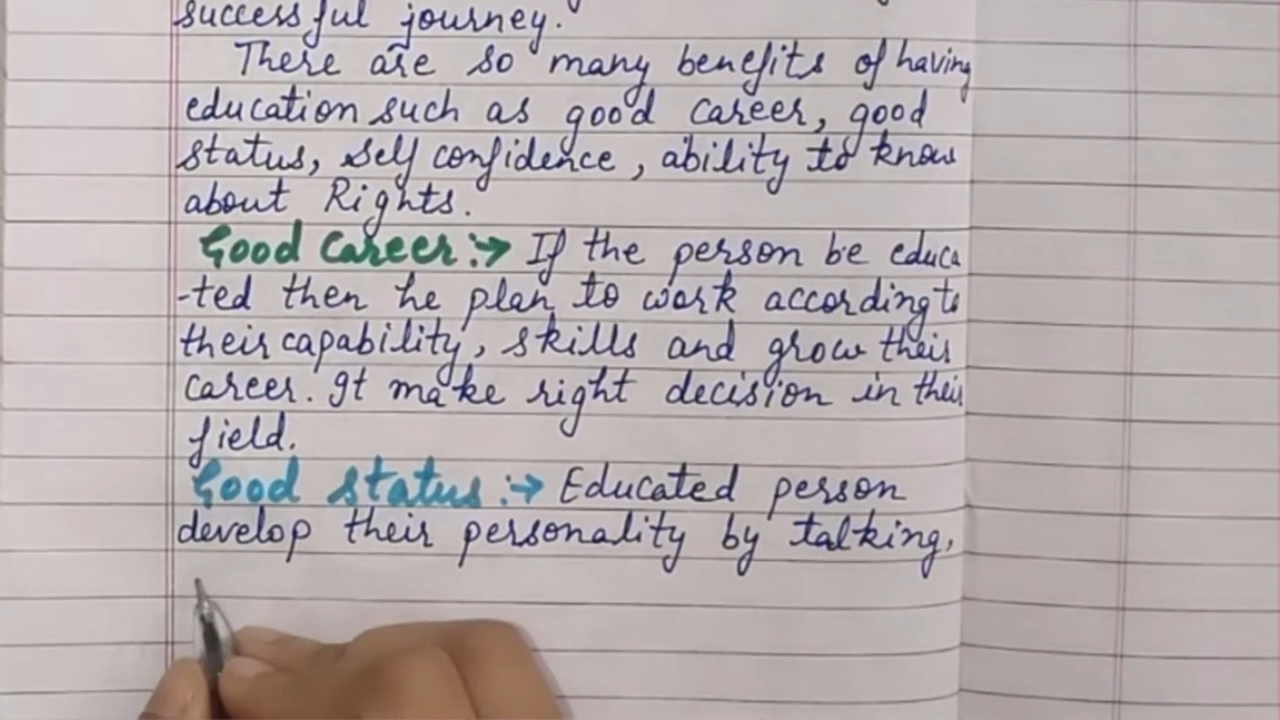 successful journey.
There are so many benefits of having
education such as good career, good
status, self confidence, ability to know
about Rights.
Good Career :→ If the person be educa
-ted then he plan to work according to
their capability, skills and grow their
career. It make right decision in their
field.
Good status :→ Educated person
develop their personality by talking,